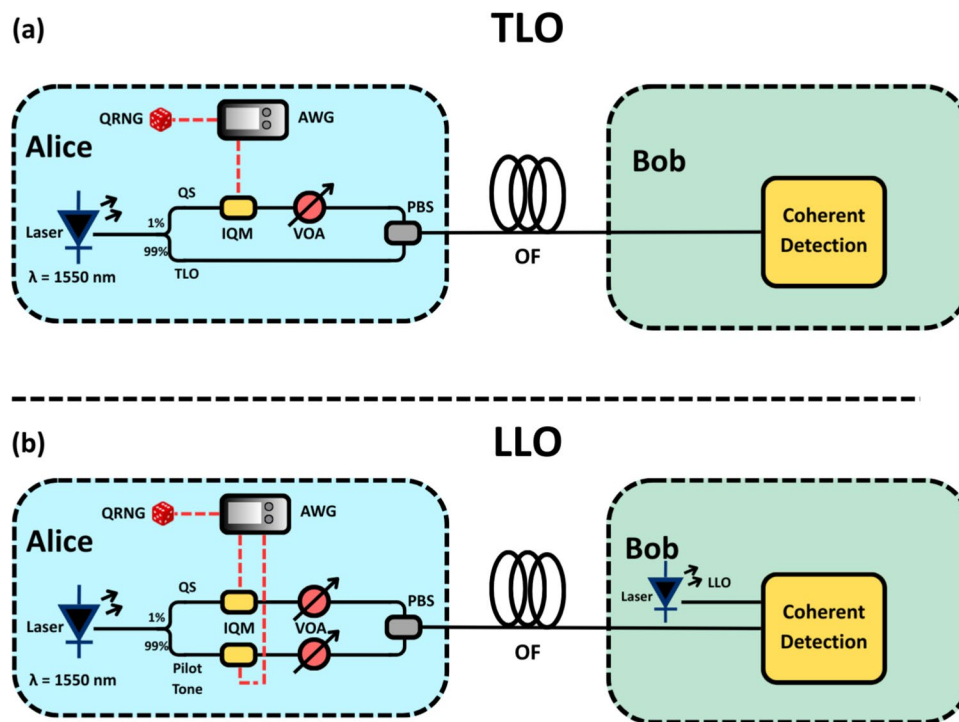 (a)
TLO
Alice
QRNG
AWG
Laser
λ = 1550 nm
QS
1%
99%
TLO
IQM
VOA
PBS
OF
Bob
Coherent
Detection
(b)
LLO
Alice
QRNG
AWG
Laser
λ = 1550 nm
QS
1%
99%
Pilot
Tone
IQM
VOA
PBS
OF
Bob
Laser
LLO
Coherent
Detection